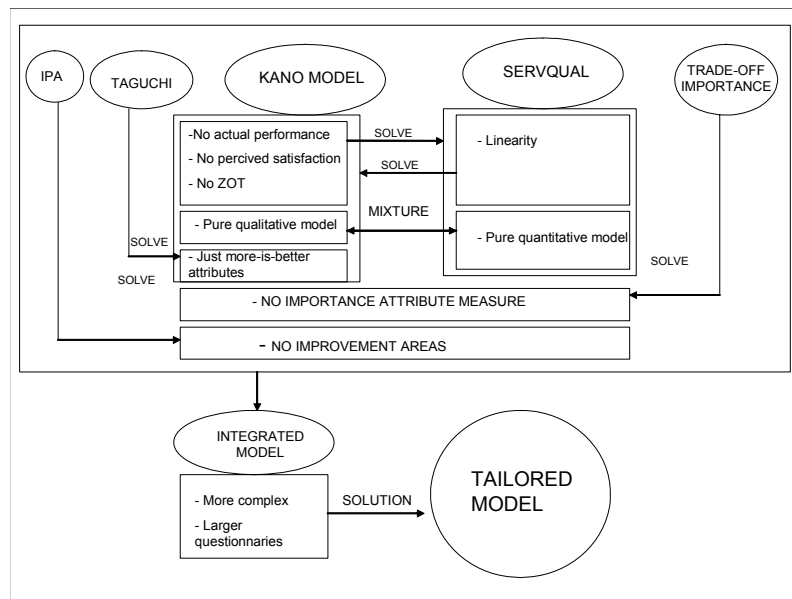 IPA
TAGUCHI
KANO MODEL
SERVQUAL
TRADE-OFF
IMPORTANCE
-No actual performance
- No percived satisfaction
- No ZOT
SOLVE
- Linearity
SOLVE
- Pure qualitative model
MIXTURE
- Pure quantitative model
SOLVE
- Just more-is-better
attributes
SOLVE
SOLVE
- NO IMPORTANCE ATTRIBUTE MEASURE
- NO IMPROVEMENT AREAS
INTEGRATED
MODEL
- More complex
- Larger
questionnaries
SOLUTION
TAILORED
MODEL